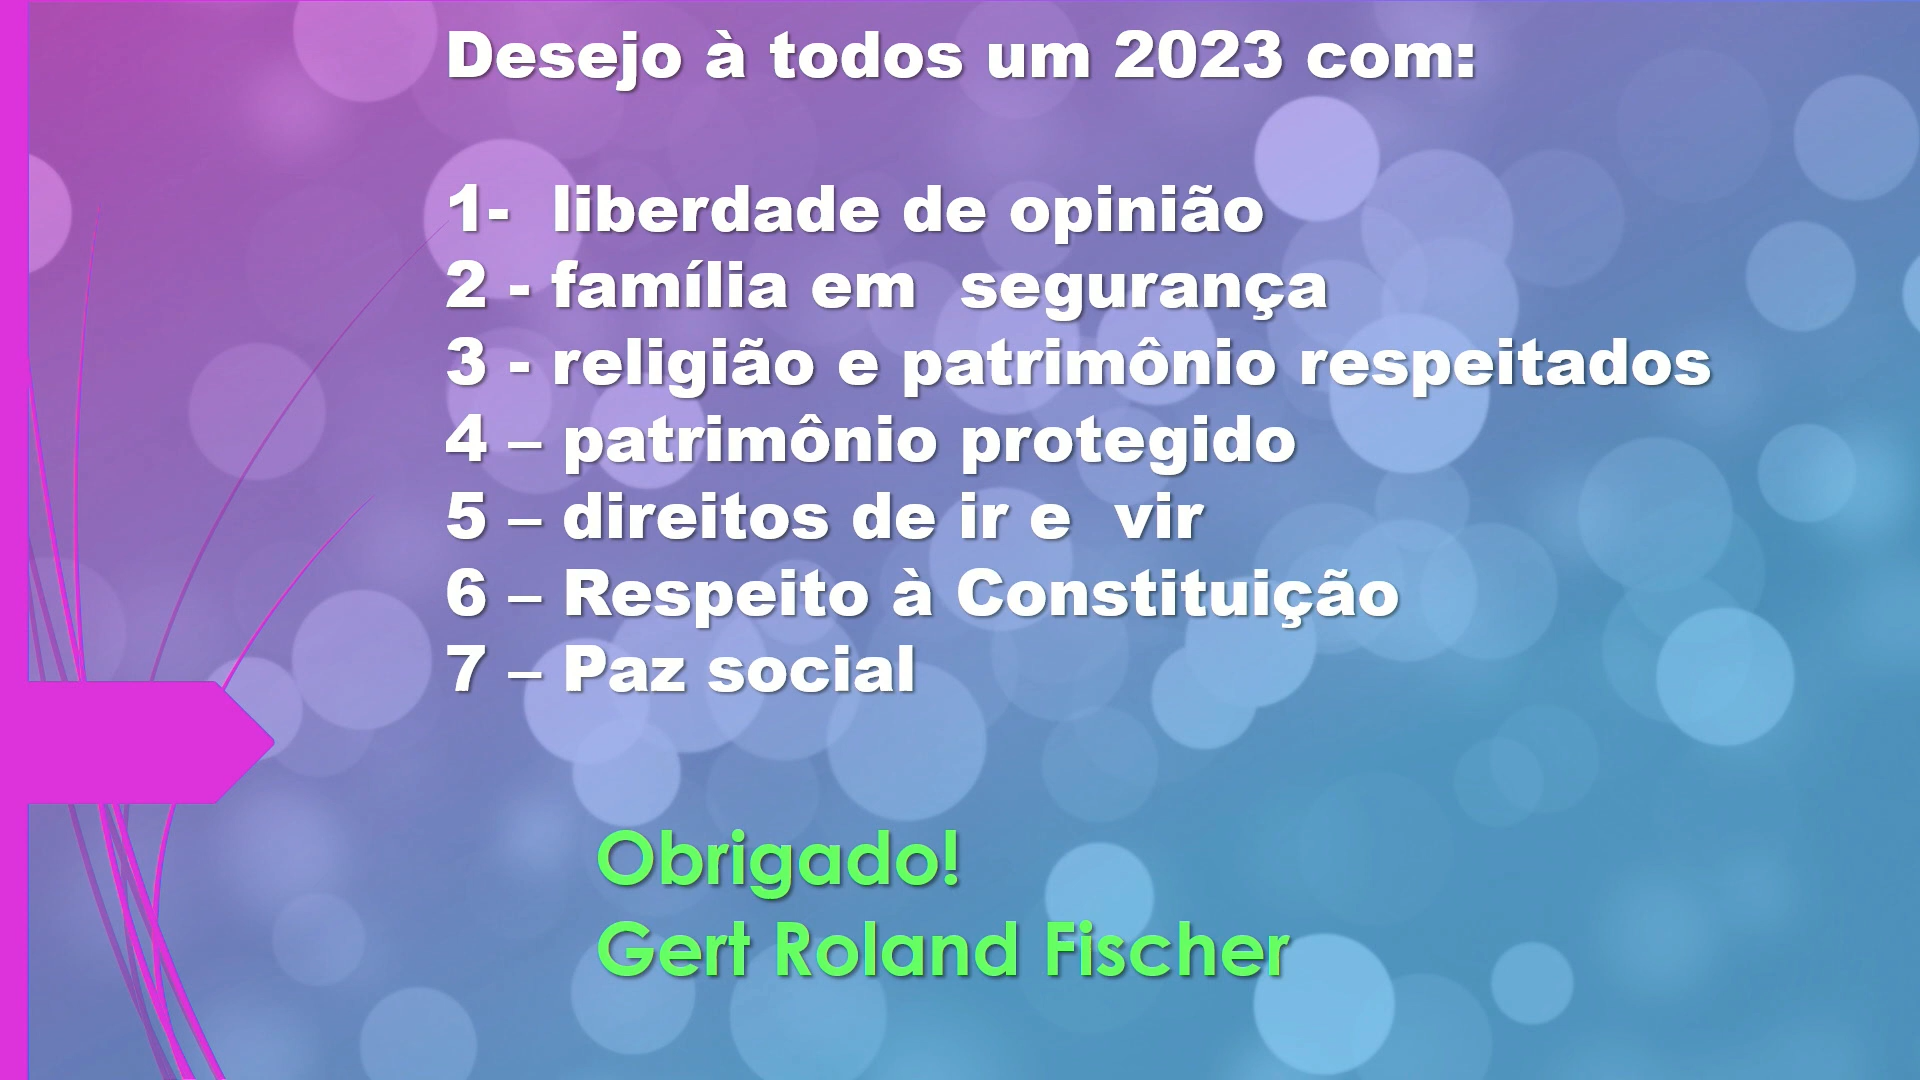 Desejo à todos um 2023 com:
1-  liberdade de opinião
2 - família em  segurança
3 - religião e patrimônio respeitados
4 – patrimônio protegido
5 – direitos de ir e  vir
6 – Respeito à Constituição
7 – Paz social
Obrigado!
Gert Roland Fischer